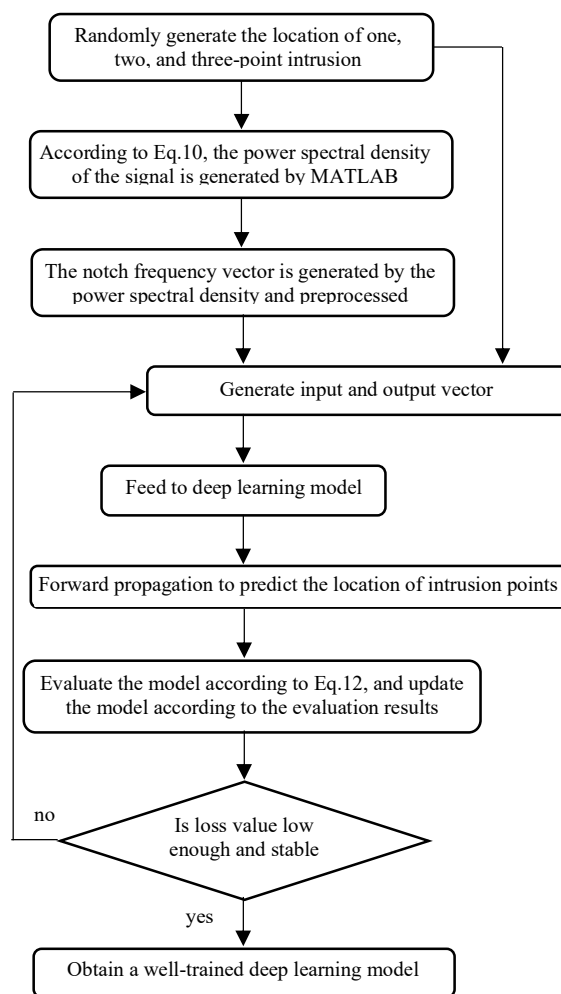 Randomly generate the location of one,
two, and three-point intrusion
According to Eq.10, the power spectral density
of the signal is generated by MATLAB
The notch frequency vector is generated by the
power spectral density and preprocessed
Generate input and output vector
Feed to deep learning model
Forward propagation to predict the location of intrusion points
Evaluate the model according to Eq.12, and update
the model according to the evaluation results
no
Is loss value low
enough and stable
yes
Obtain a well-trained deep learning model